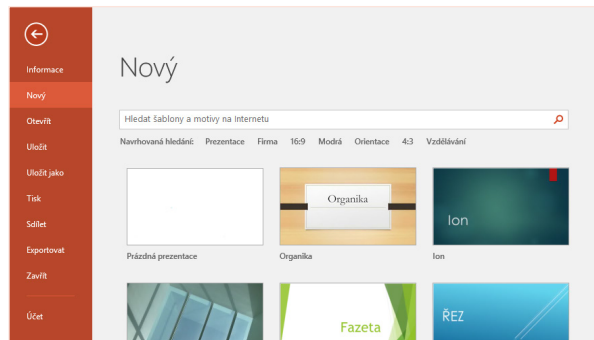 Informace
Nový
Otevřít
Uložit
Uložit jako
Tisk
Sdílet
Exportovat
Zavřít
Účet
Nový
Hledat šablony a motivy na Internetu
Navrhovaná hledání: Prezentace Firma 16:9 Modrá Orientace 4:3 Vzdělávání
Organika
Ion
Prázdná prezentace Organika Ion
Fazeta
ŘEZ